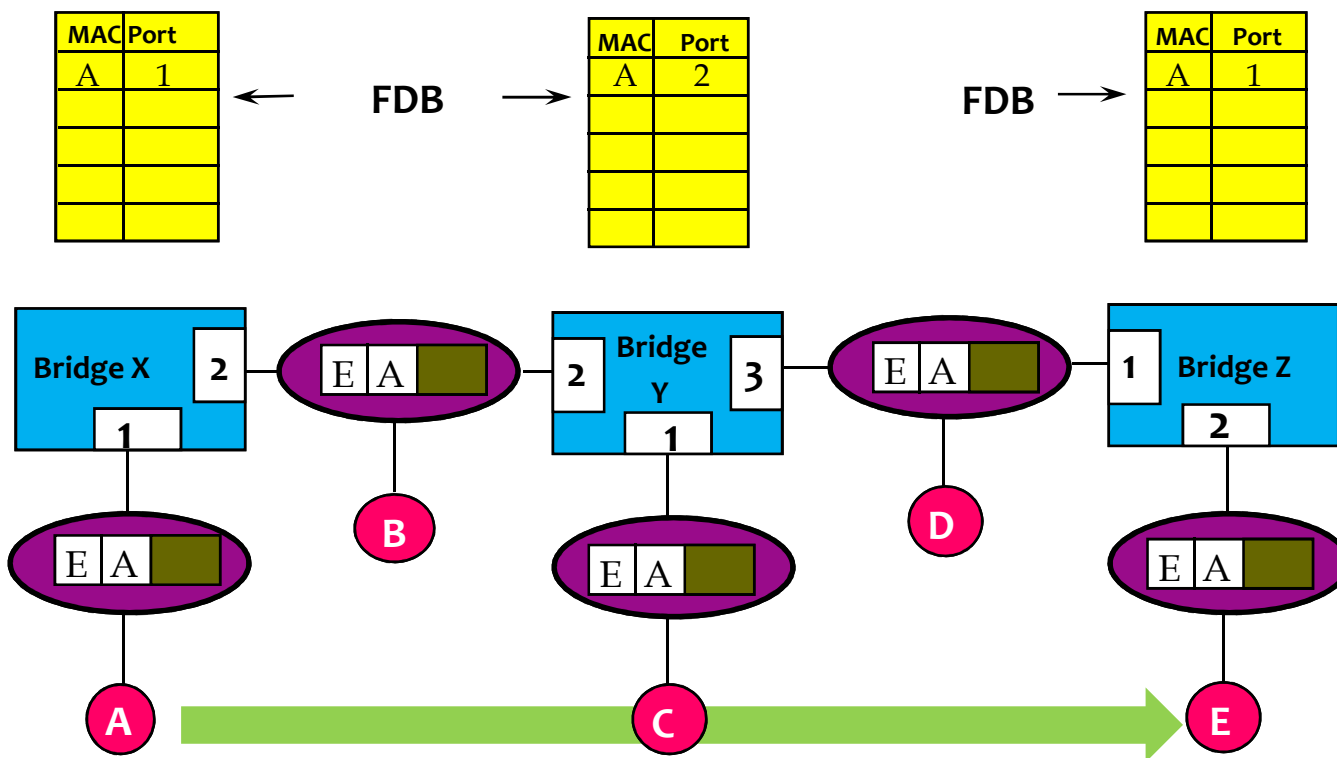 MAC Port
A 1
FDB
MAC Port
A 2
FDB
MAC Port
A 1
Bridge X
2
1
E A
2
Bridge
Y
3
1
E A
1
Bridge Z
2
E A
B
E A
D
E A
A
C
E